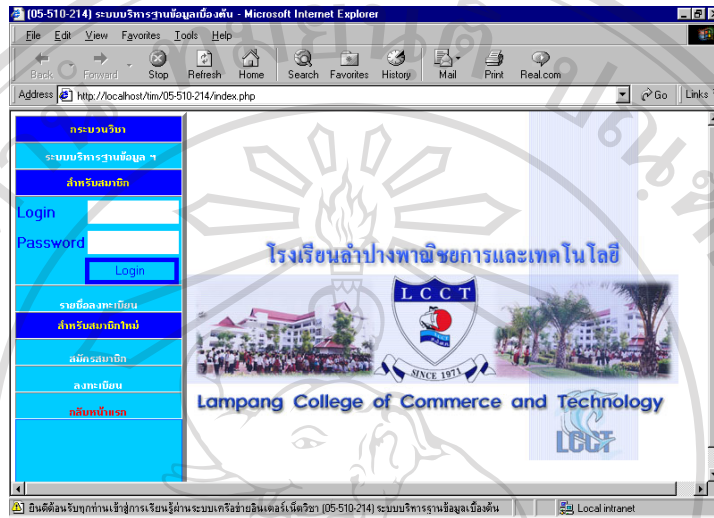 (05-510-214) ระบบบริหารฐานข้อมูลเบื้องต้น - Microsoft Internet Explorer
File Edit View Favorites Tools Help
Back Forward Stop Refresh Home Search Favorites History Mail Print Real.com
Address http://localhost/tim/05-510-214/index.php Go Links
กระบวนวิชา
ระบบบริหารฐานข้อมูล ฯ
สำหรับสมาชิก
Login
Password
Login
รายชื่อลงทะเบียน
สำหรับสมาชิกใหม่
สมัครสมาชิก
ลงทะเบียน
กลับหน้าแรก
โรงเรียนลำปางพาณิชยการและเทคโนโลยี
LCCT
SINCE 1971
Lampang College of Commerce and Technology
LCCT
ยินดีต้อนรับทุกท่านเข้าสู่การเรียนรู้ผ่านระบบเครือข่ายอินเตอร์เน็ตวิชา (05-510-214) ระบบบริหารฐานข้อมูลเบื้องต้น Local intranet